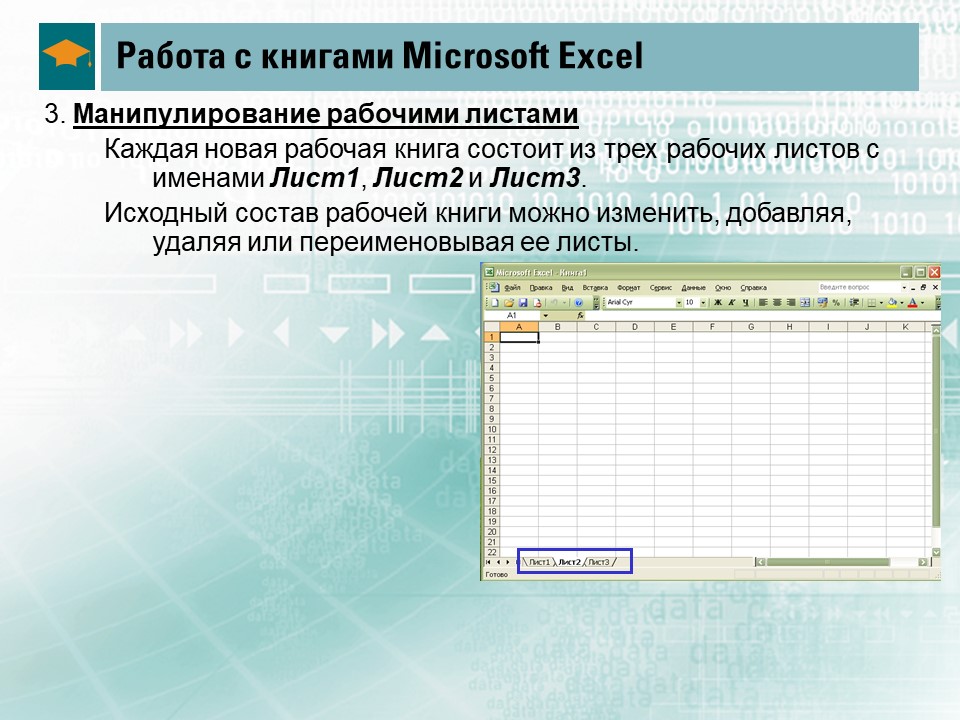 Работа с книгами Microsoft Excel
3. Манипулирование рабочими листами
Каждая новая рабочая книга состоит из трех рабочих листов с
именами Лист1, Лист2 и Лист3.
Исходный состав рабочей книги можно изменить, добавляя,
удаляя или переименовывая ее листы.
Microsoft Excel - Книга1
Файл Правка Вид Вставка Формат Сервис Данные Окно Справка Введите вопрос
Arial Cyr 10 Ж К Ч
A1 fx
A B C D E F G H I J K
1
2
3
4
5
6
7
8
9
10
11
12
13
14
15
16
17
18
19
20
21
22
Лист1 Лист2 Лист3
Готово